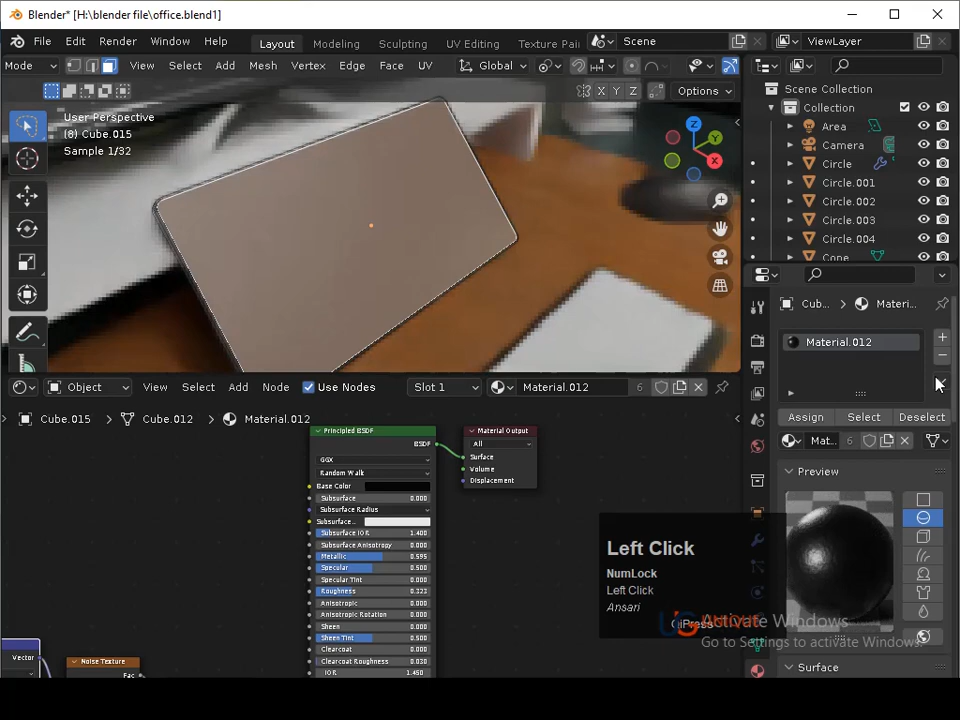 Blender* [H:\blender file\office.blend1]
File Edit Render Window Help Layout Modeling Sculpting UV Editing Texture Pai Scene ViewLayer
Mode View Select Add Mesh Vertex Edge Face UV Global
X Y Z Options
User Perspective
(8) Cube.015
Sample 1/32
Z
Y
X
Scene Collection
Collection
Area
Camera
Circle
Circle.001
Circle.002
Circle.003
Circle.004
Cone
Cub... Materi...
Material.012
Assign Select Deselect
Mat... 6
Preview
Surface
Object View Select Add Node Use Nodes Slot 1 Material.012 6
Cube.015 Cube.012 Material.012
Principled BSDF
BSDF
GGX
Random Walk
Base Color
Subsurface 0.000
Subsurface Radius
Subsurface..
Subsurface IOR 1.400
Subsurface Anisotropy 0.000
Metallic 0.595
Specular 0.500
Specular Tint 0.000
Roughness 0.323
Anisotropic 0.000
Anisotropic Rotation 0.000
Sheen 0.000
Sheen Tint 0.500
Clearcoat 0.000
Clearcoat Roughness 0.030
IOR 1.450
Material Output
All
Surface
Volume
Displacement
Vector
Noise Texture
Fac
Left Click
NumLock
Left Click
Ansari
Activate Windows
Go to Settings to activate Windows.